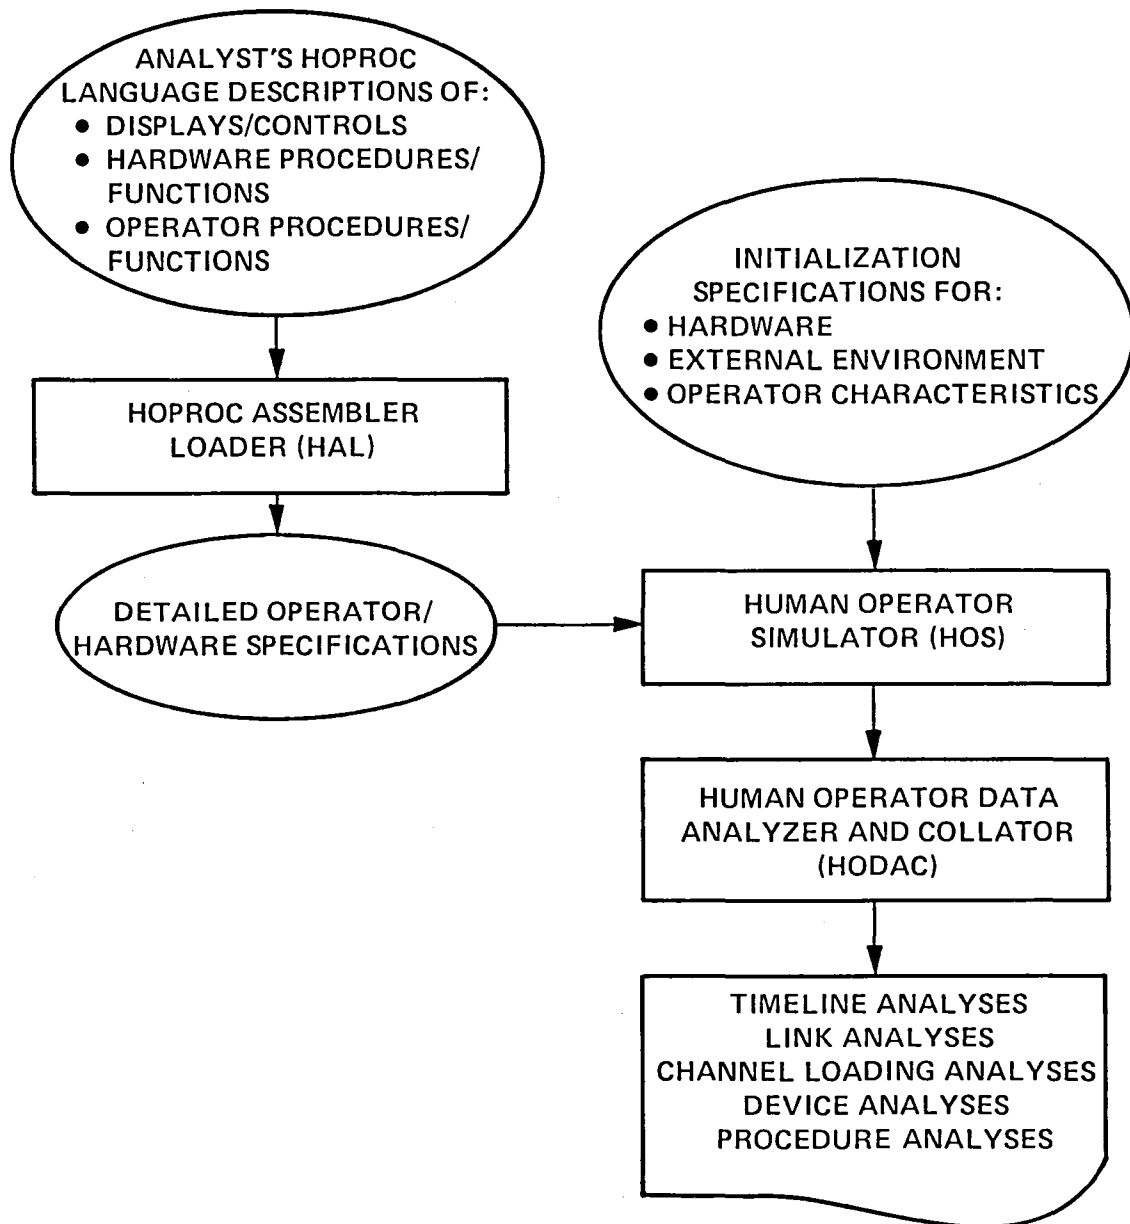 ANALYST'S HOPROC
LANGUAGE DESCRIPTIONS OF:
• DISPLAYS/CONTROLS
• HARDWARE PROCEDURES/
FUNCTIONS
• OPERATOR PROCEDURES/
FUNCTIONS
INITIALIZATION
SPECIFICATIONS FOR:
• HARDWARE
• EXTERNAL ENVIRONMENT
• OPERATOR CHARACTERISTICS
HOPROC ASSEMBLER
LOADER (HAL)
DETAILED OPERATOR/
HARDWARE SPECIFICATIONS
HUMAN OPERATOR
SIMULATOR (HOS)
HUMAN OPERATOR DATA
ANALYZER AND COLLATOR
(HODAC)
TIMELINE ANALYSES
LINK ANALYSES
CHANNEL LOADING ANALYSES
DEVICE ANALYSES
PROCEDURE ANALYSES